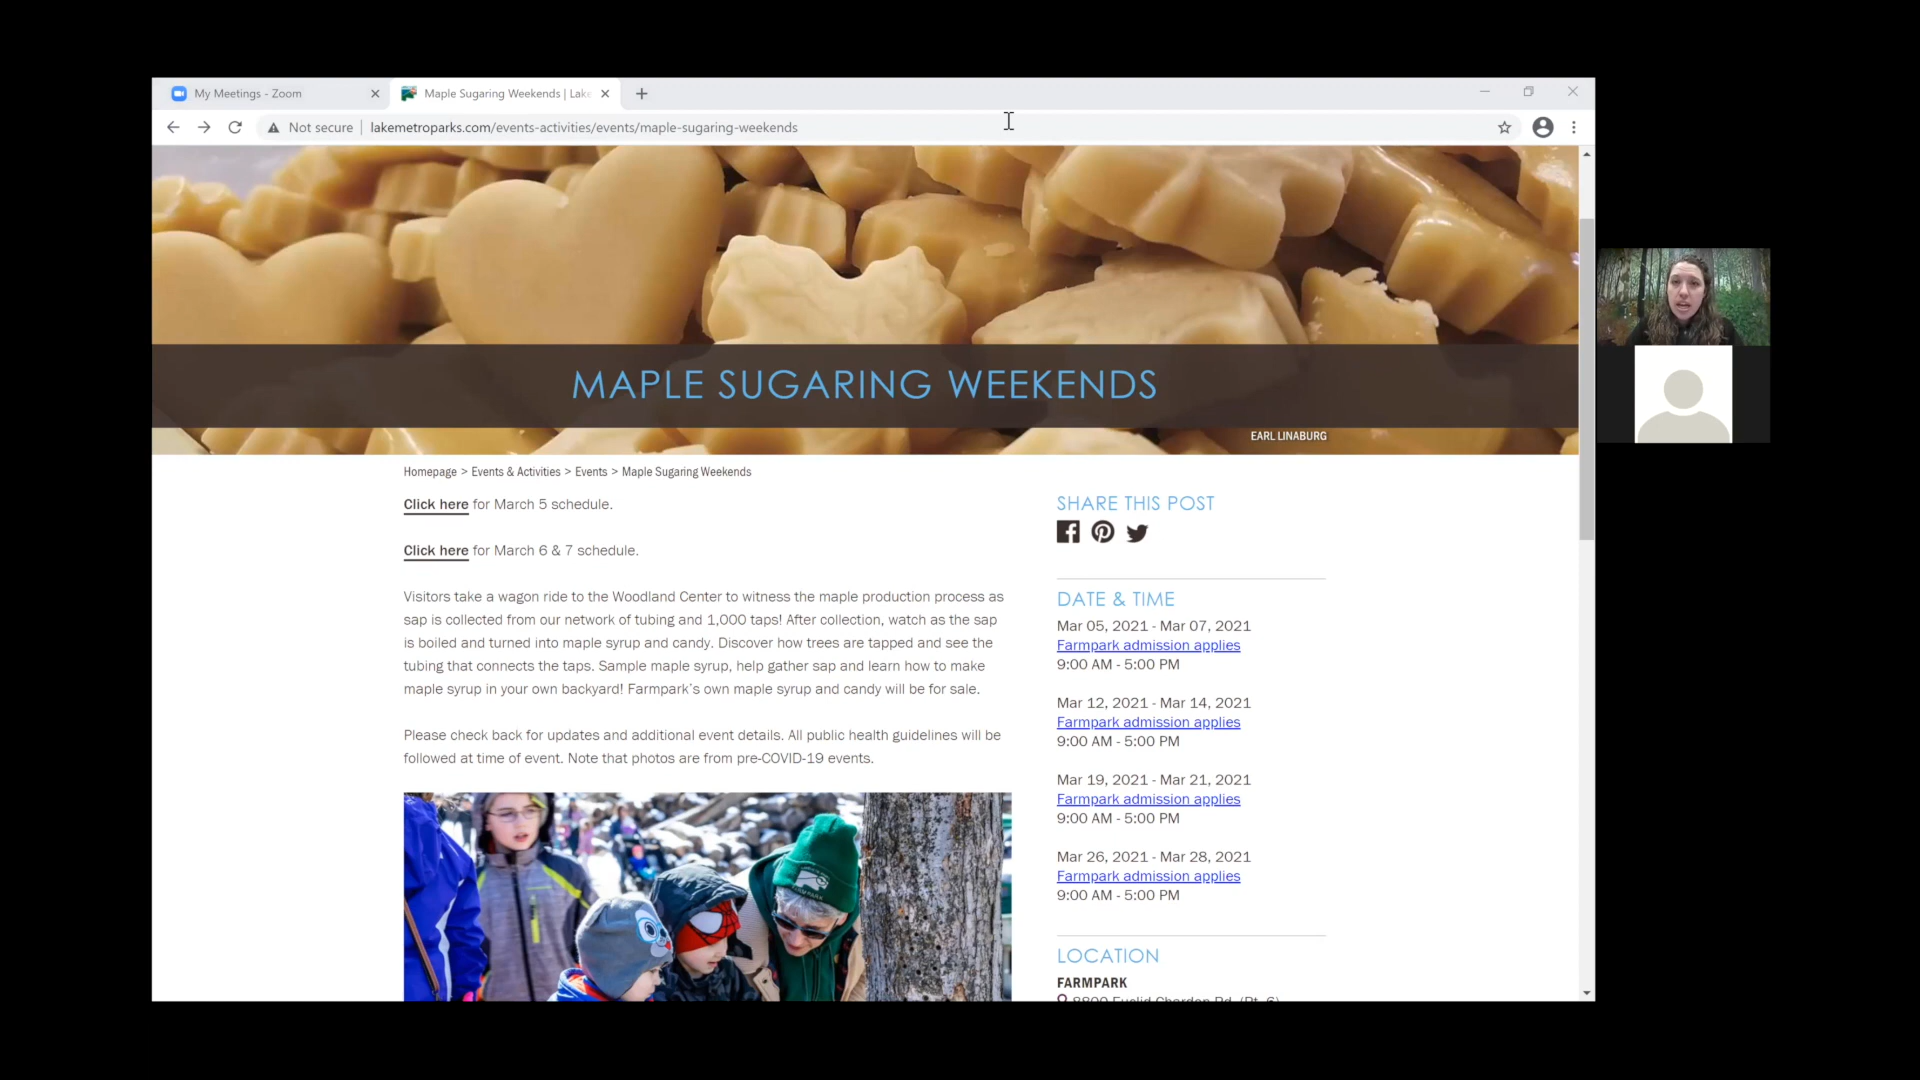 My Meetings - Zoom
Maple Sugaring Weekends | Lake
Not secure
lakemetroparks.com/events-activities/events/maple-sugaring-weekends
MAPLE SUGARING WEEKENDS
EARL LINABURG
Homepage > Events & Activities > Events > Maple Sugaring Weekends
Click here for March 5 schedule.
Click here for March 6 & 7 schedule.
Visitors take a wagon ride to the Woodland Center to witness the maple production process as
sap is collected from our network of tubing and 1,000 taps! After collection, watch as the sap
is boiled and turned into maple syrup and candy. Discover how trees are tapped and see the
tubing that connects the taps. Sample maple syrup, help gather sap and learn how to make
maple syrup in your own backyard! Farmpark's own maple syrup and candy will be for sale.
Please check back for updates and additional event details. All public health guidelines will be
followed at time of event. Note that photos are from pre-COVID-19 events.
SHARE THIS POST
DATE & TIME
Mar 05, 2021 - Mar 07, 2021
Farmpark admission applies
9:00 AM - 5:00 PM
Mar 12, 2021 - Mar 14, 2021
Farmpark admission applies
9:00 AM - 5:00 PM
Mar 19, 2021 - Mar 21, 2021
Farmpark admission applies
9:00 AM - 5:00 PM
Mar 26, 2021 - Mar 28, 2021
Farmpark admission applies
9:00 AM - 5:00 PM
LOCATION
FARMPARK
8800 Euclid Chardon Rd. (Rt. 6)